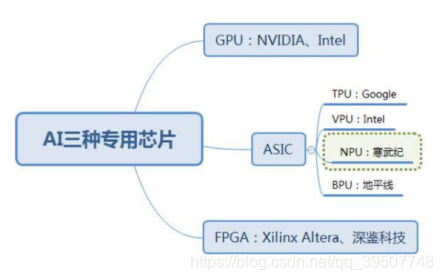 GPU：NVIDIA、Intel
AI三种专用芯片
ASIC
TPU：Google
VPU：Intel
NPU：寒武纪
BPU：地平线
FPGA：Xilinx Altera、深鉴科技
https://blog.csdn.net/qq_39507748